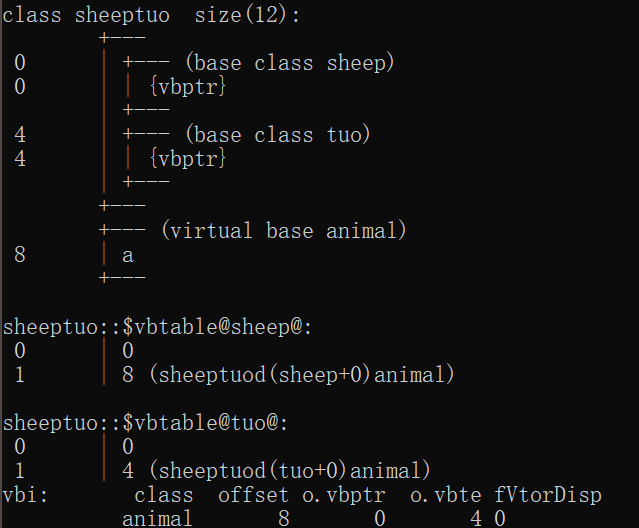 class sheeptuo  size(12):
        +---
 0      | +--- (base class sheep)
 0      | | {vbptr}
        | +---
 4      | +--- (base class tuo)
 4      | | {vbptr}
        | +---
        +---
        +--- (virtual base animal)
 8      | a
        +---
sheeptuo::$vbtable@sheep@:
 0      | 0
 1      | 8 (sheeptuod(sheep+0)animal)
sheeptuo::$vbtable@tuo@:
 0      | 0
 1      | 4 (sheeptuod(tuo+0)animal)
vbi:       class  offset o.vbptr  o.vbte fVtorDisp
          animal       8       0       4 0